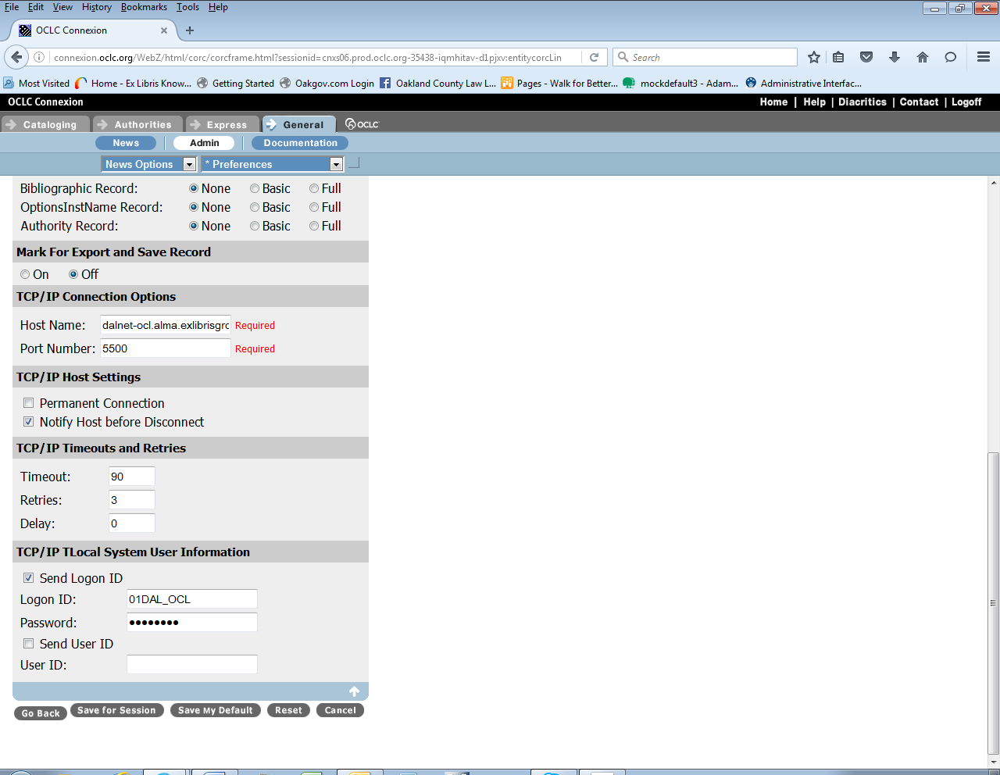 File Edit View History Bookmarks Tools Help
OCLC Connexion
connexion.oclc.org/WebZ/html/corc/corcframe.html?sessionid=cnxs06.prod.oclc.org-35438-iqmhitav-d1pjxv:entitycorcLin
Search
Most Visited Home - Ex Libris Know... Getting Started Oakgov.com Login Oakland County Law L... Pages - Walk for Better... mockdefault3 - Adam... Administrative Interfac...
OCLC Connexion Home | Help | Diacritics | Contact | Logoff
Cataloging Authorities Express General OCLC
News Admin Documentation
News Options * Preferences
Bibliographic Record: None Basic Full
OptionsInstName Record: None Basic Full
Authority Record: None Basic Full
Mark For Export and Save Record
On Off
TCP/IP Connection Options
Host Name: dalnet-ocl.alma.exlibrisgrc Required
Port Number: 5500 Required
TCP/IP Host Settings
Permanent Connection
Notify Host before Disconnect
TCP/IP Timeouts and Retries
Timeout: 90
Retries: 3
Delay: 0
TCP/IP TLocal System User Information
Send Logon ID
Logon ID: 01DAL_OCL
Password: ••••••••
Send User ID
User ID:
Go Back Save for Session Save My Default Reset Cancel